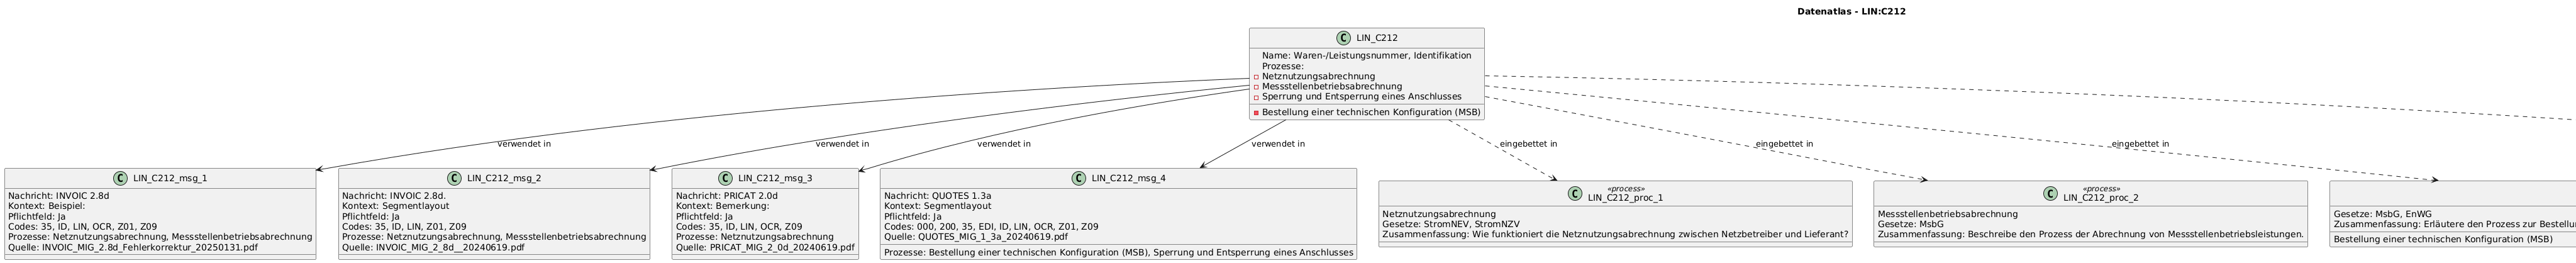 Datenatlas - LIN:C212
C LIN_C212
Name: Waren-/Leistungsnummer, Identifikation
Prozesse:
Netznutzungsabrechnung
Messstellenbetriebsabrechnung
Sperrung und Entsperrung eines Anschlusses
Bestellung einer technischen Konfiguration (MSB)
verwendet in
verwendet in
verwendet in
verwendet in
eingebettet in
eingebettet in
eingebettet in
C LIN_C212_msg_1
Nachricht: INVOIC 2.8d
Kontext: Beispiel:
Pflichtfeld: Ja
Codes: 35, ID, LIN, OCR, Z01, Z09
Prozesse: Netznutzungsabrechnung, Messstellenbetriebsabrechnung
Quelle: INVOIC_MIG_2.8d_Fehlerkorrektur_20250131.pdf
C LIN_C212_msg_2
Nachricht: INVOIC 2.8d.
Kontext: Segmentlayout
Pflichtfeld: Ja
Codes: 35, ID, LIN, Z01, Z09
Prozesse: Netznutzungsabrechnung, Messstellenbetriebsabrechnung
Quelle: INVOIC_MIG_2_8d__20240619.pdf
C LIN_C212_msg_3
Nachricht: PRICAT 2.0d
Kontext: Bemerkung:
Pflichtfeld: Ja
Codes: 35, ID, LIN, OCR, Z09
Prozesse: Netznutzungsabrechnung
Quelle: PRICAT_MIG_2_0d_20240619.pdf
C LIN_C212_msg_4
Nachricht: QUOTES 1.3a
Kontext: Segmentlayout
Pflichtfeld: Ja
Codes: 000, 200, 35, EDI, ID, LIN, OCR, Z01, Z09
Quelle: QUOTES_MIG_1_3a_20240619.pdf
Prozesse: Bestellung einer technischen Konfiguration (MSB), Sperrung und Entsperrung eines Anschlusses
C «process»
LIN_C212_proc_1
Netznutzungsabrechnung
Gesetze: StromNEV, StromNZV
Zusammenfassung: Wie funktioniert die Netznutzungsabrechnung zwischen Netzbetreiber und Lieferant?
C «process»
LIN_C212_proc_2
Messstellenbetriebsabrechnung
Gesetze: MsbG
Zusammenfassung: Beschreibe den Prozess der Abrechnung von Messstellenbetriebsleistungen.
Gesetze: MsbG, EnWG
Zusammenfassung: Erläutere den Prozess zur Bestellu
Bestellung einer technischen Konfiguration (MSB)